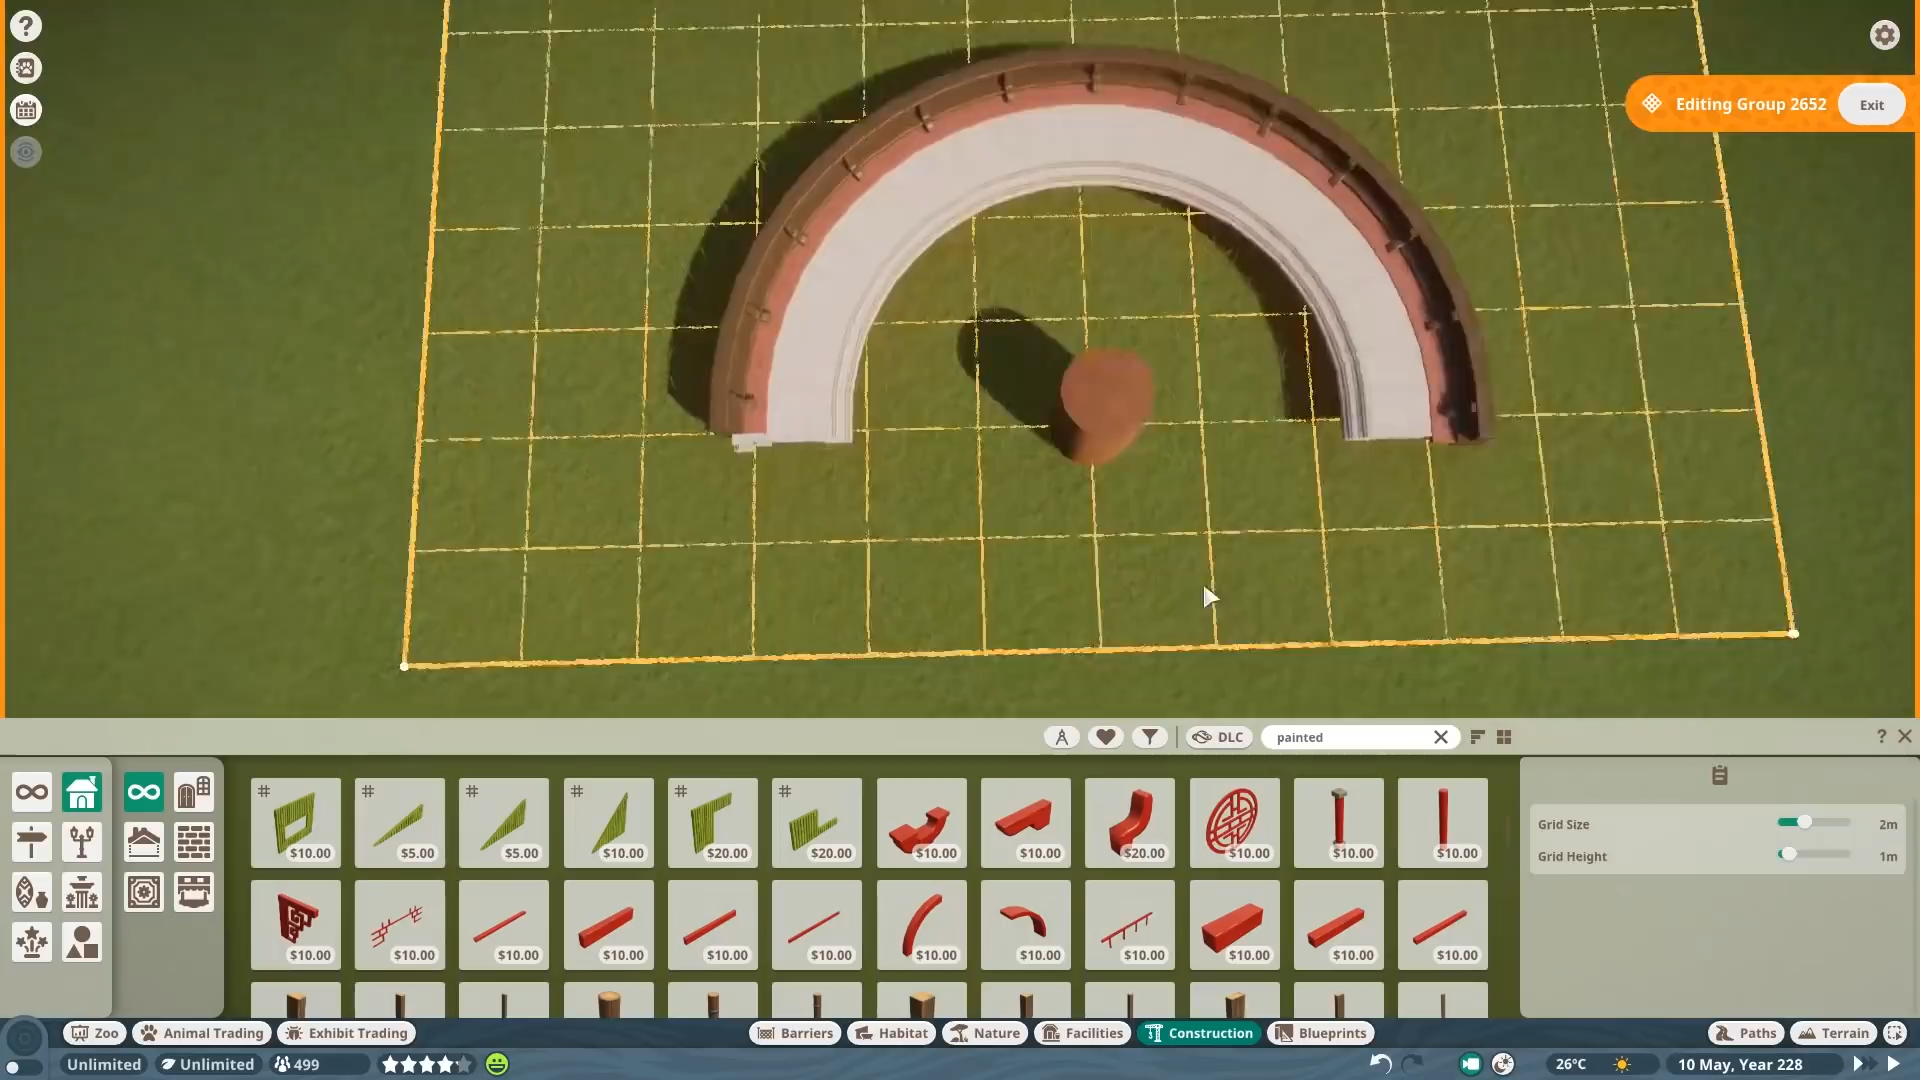 ?
Editing Group 2652 Exit
DLC painted
?
# $10.00 # $5.00 # $5.00 # $10.00 # $20.00 # $20.00 $10.00 $10.00 $20.00 $10.00 $10.00 $10.00
$10.00 $10.00 $10.00 $10.00 $10.00 $10.00 $10.00 $10.00 $10.00 $10.00 $10.00 $10.00
Grid Size 2m
Grid Height 1m
Zoo Animal Trading Exhibit Trading Barriers Habitat Nature Facilities Construction Blueprints Paths Terrain
Unlimited Unlimited 499 26°C 10 May, Year 228